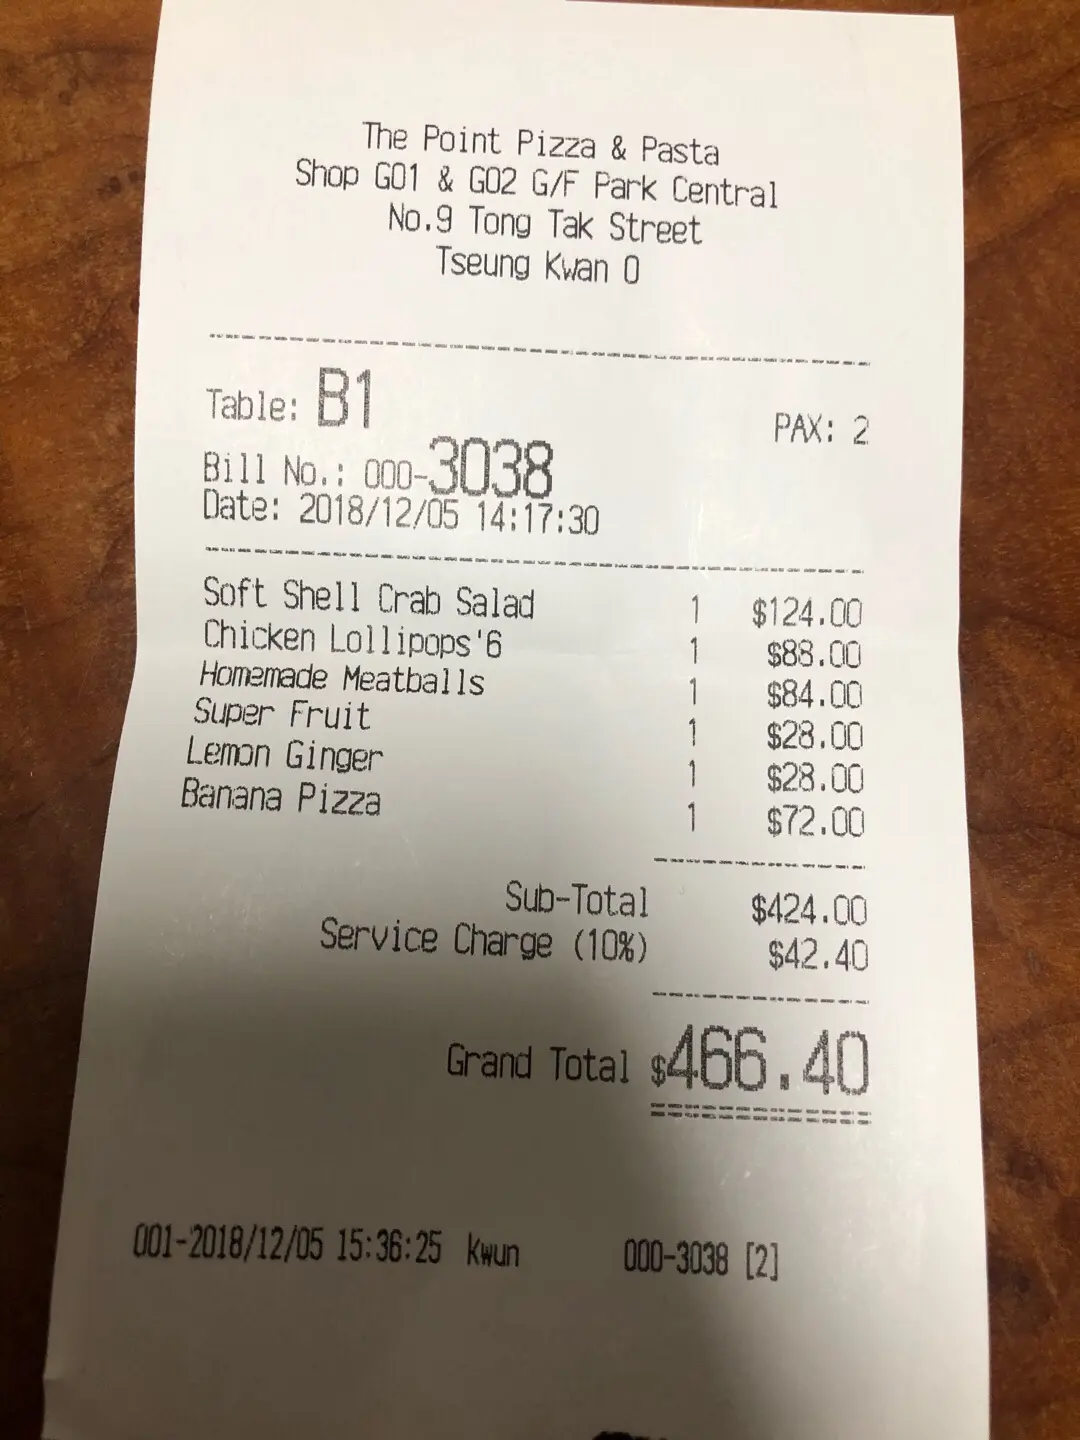 The Point Pizza & Pasta
Shop G01 & G02 G/F Park Central
No.9 Tong Tak Street
Tseung Kwan O
Table: B1 PAX: 2
Bill No.: 000-3038
Date: 2018/12/05 14:17:30
Soft Shell Crab Salad 1 $124.00
Chicken Lollipops'6 1 $88.00
Homemade Meatballs 1 $84.00
Super Fruit 1 $28.00
Lemon Ginger 1 $28.00
Banana Pizza 1 $72.00
Sub-Total $424.00
Service Charge (10%) $42.40
Grand Total $466.40
001-2018/12/05 15:36:25 Kwun 000-3038 [2]